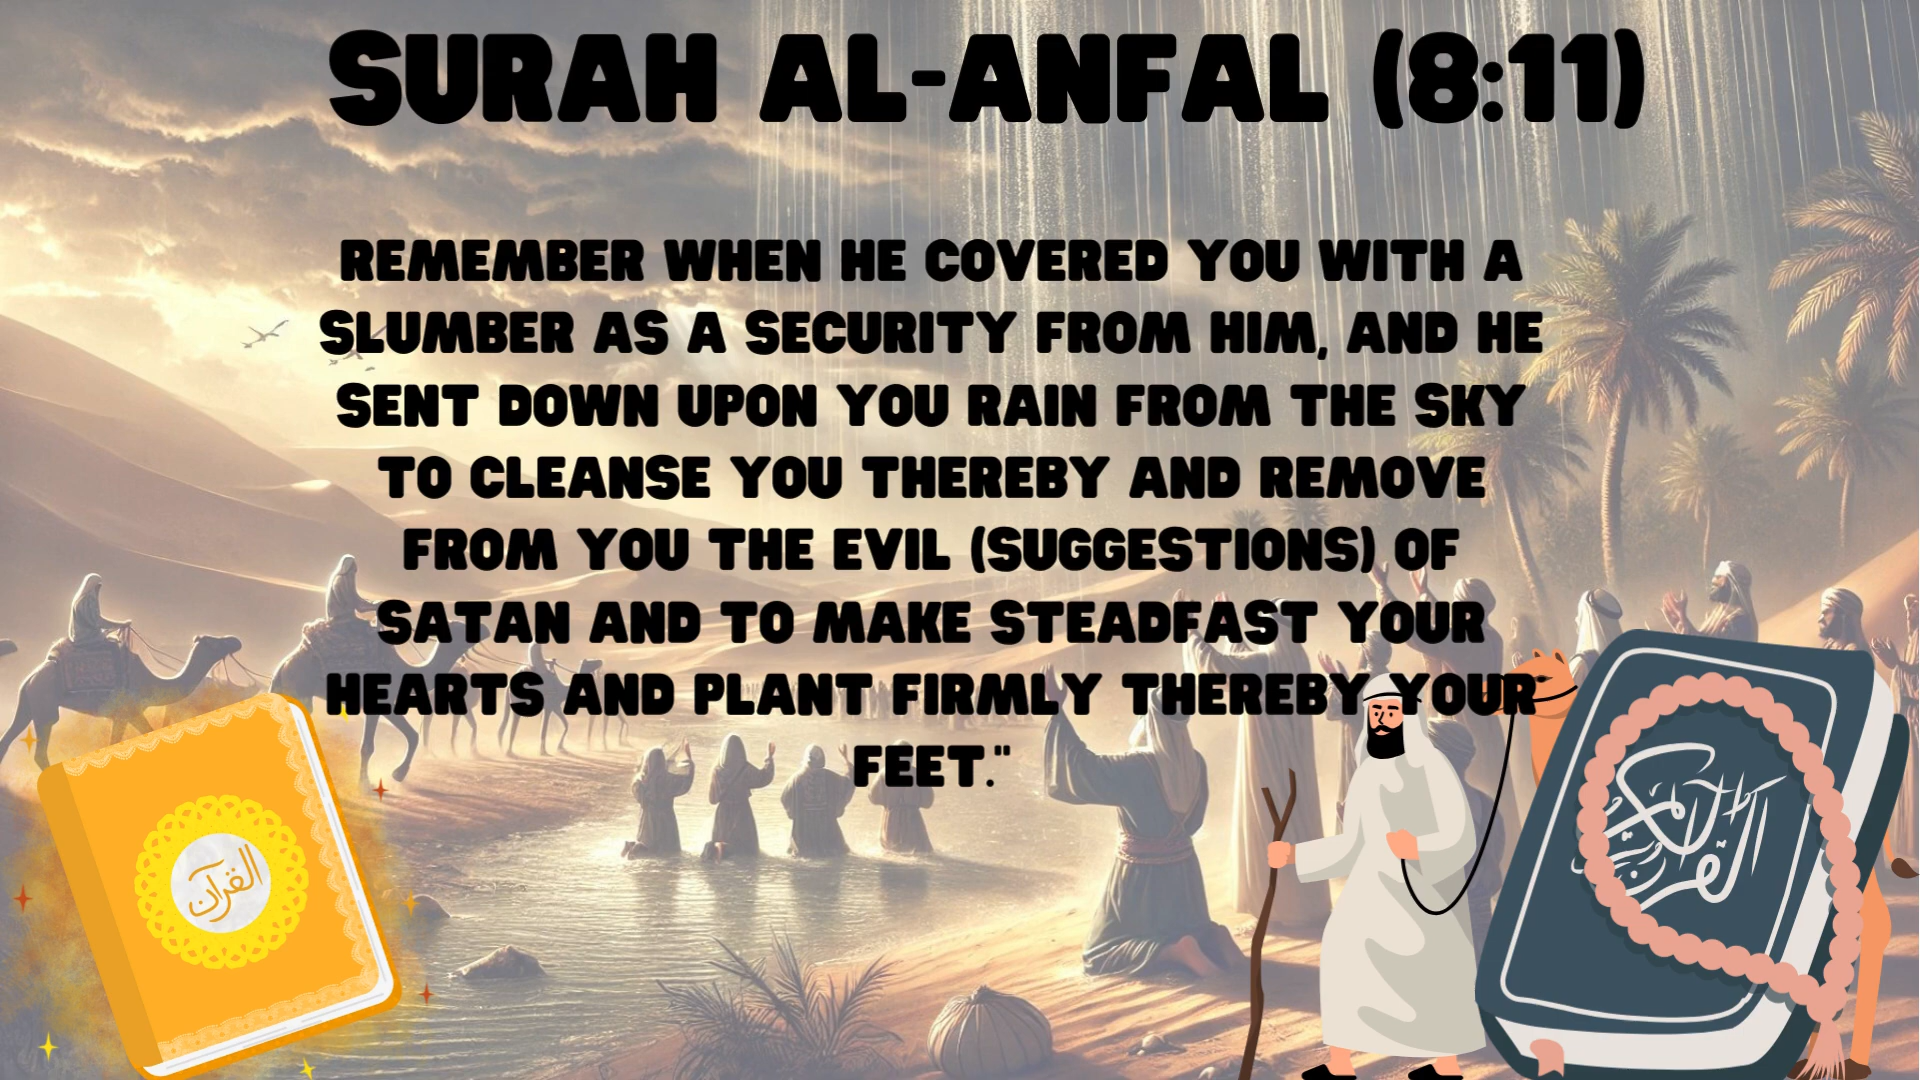 SURAH AL-ANFAL (8:11)
REMEMBER WHEN HE COVERED YOU WITH A
SLUMBER AS A SECURITY FROM HIM, AND HE
SENT DOWN UPON YOU RAIN FROM THE SKY
TO CLEANSE YOU THEREBY AND REMOVE
FROM YOU THE EVIL (SUGGESTIONS) OF
SATAN AND TO MAKE STEADFAST YOUR
HEARTS AND PLANT FIRMLY THEREBY YOUR
FEET."
القرآن
القرآن الكريم